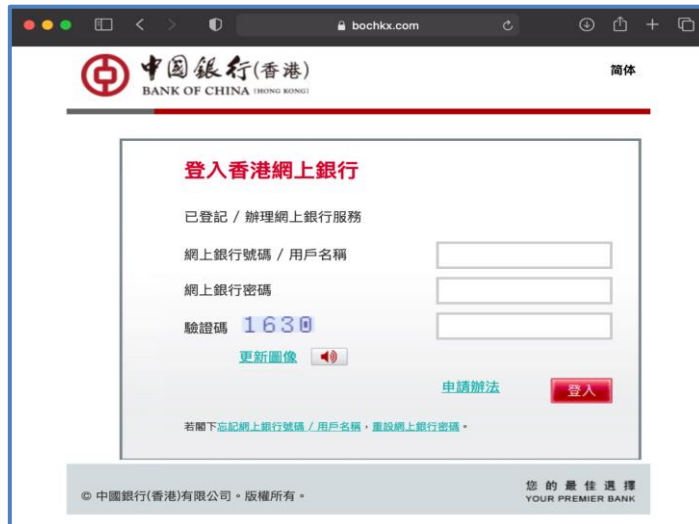 bochkx.com
中國銀行(香港)
BANK OF CHINA (HONG KONG)
简体
登入香港網上銀行
已登記 / 辦理網上銀行服務
網上銀行號碼 / 用戶名稱
網上銀行密碼
驗證碼 1630
更新圖像
申請辦法 登入
若閣下忘記網上銀行號碼 / 用戶名稱，重設網上銀行密碼。
© 中國銀行(香港)有限公司。版權所有。
您的最佳選擇
YOUR PREMIER BANK